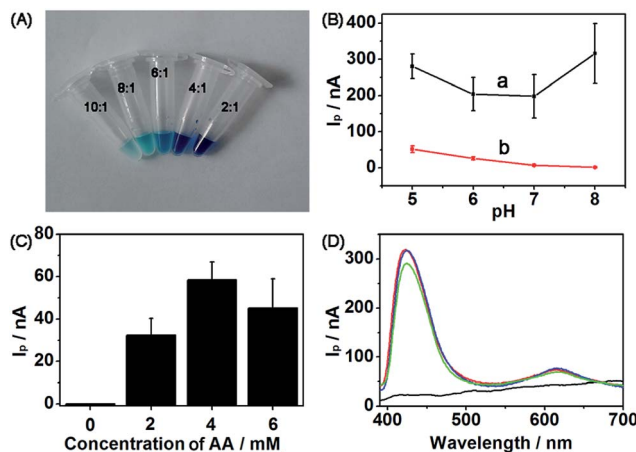 (A)
10:1
8:1
6:1
4:1
2:1
(B)
400
300
200
100
0
a
b
5
6
7
8
pH
Ip / nA
(C)
80
60
40
20
0
Ip / nA
0
2
4
6
Concentration of AA / mM
(D)
300
200
100
0
Ip / nA
400
500
600
700
Wavelength / nm